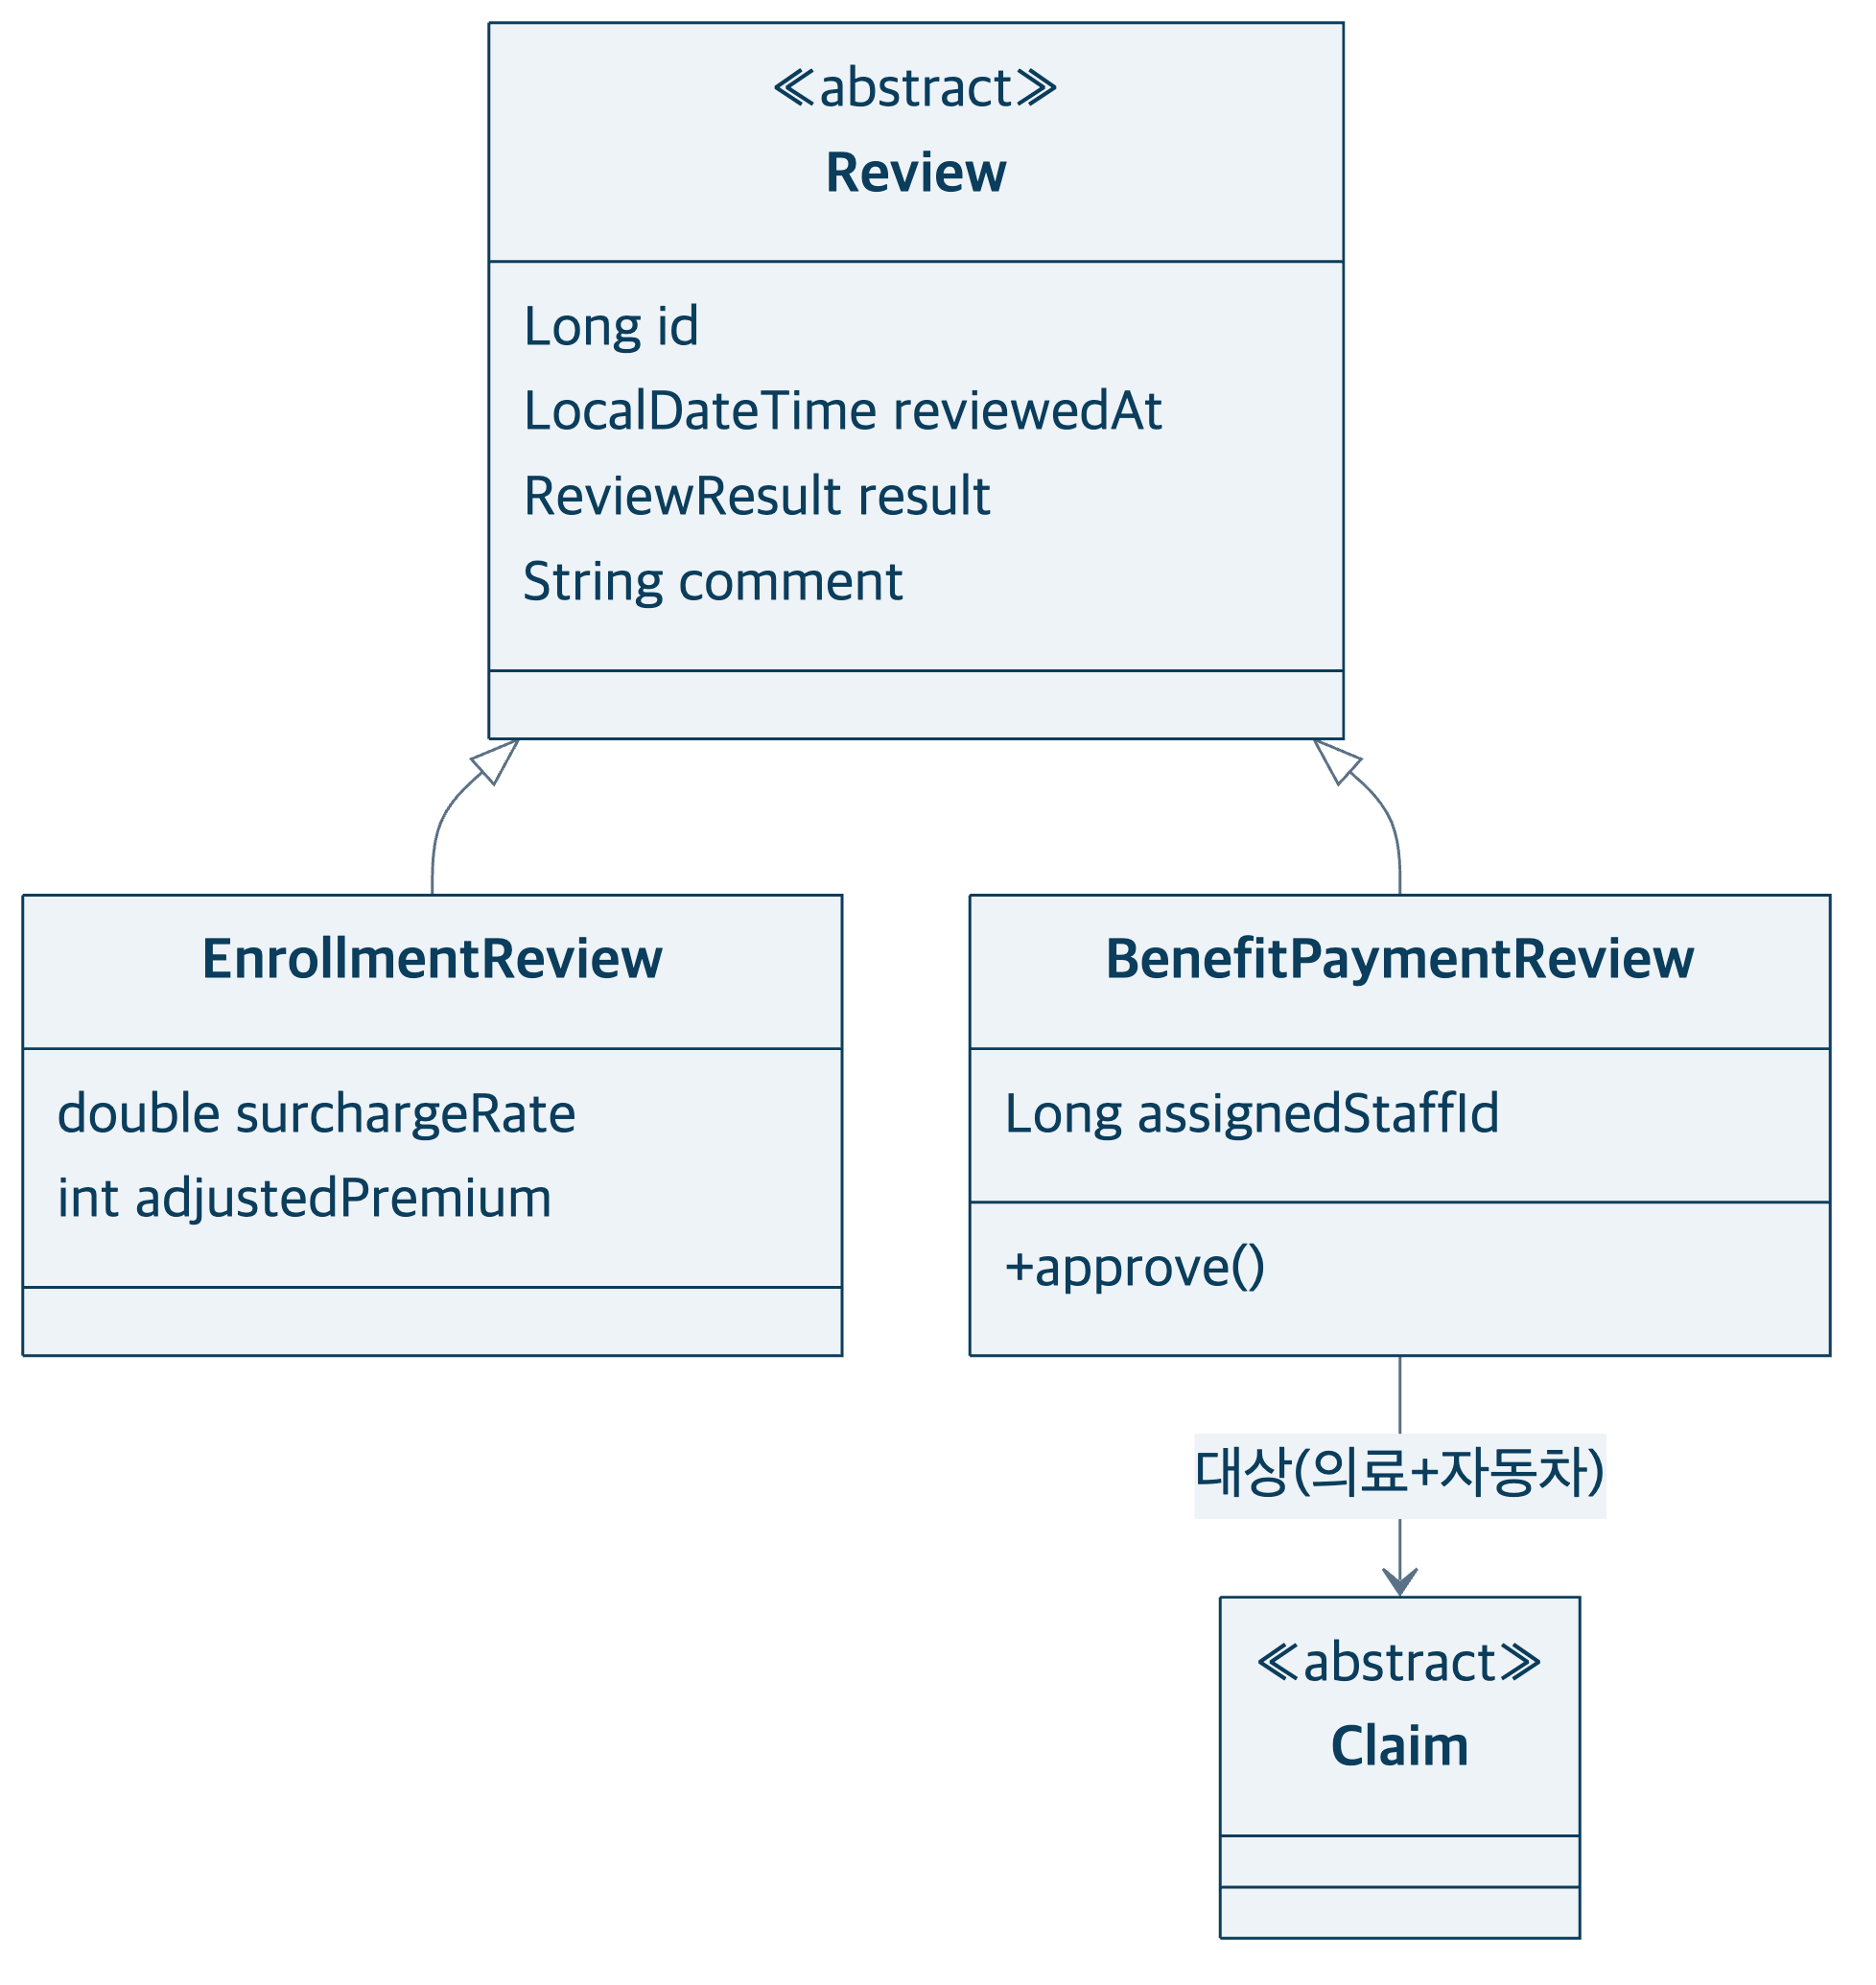 ≪abstract≫
Review
Long id
LocalDateTime reviewedAt
ReviewResult result
String comment
EnrollmentReview
double surchargeRate
int adjustedPremium
BenefitPaymentReview
Long assignedStaffId
+approve()
대상(의료+자동차)
≪abstract≫
Claim